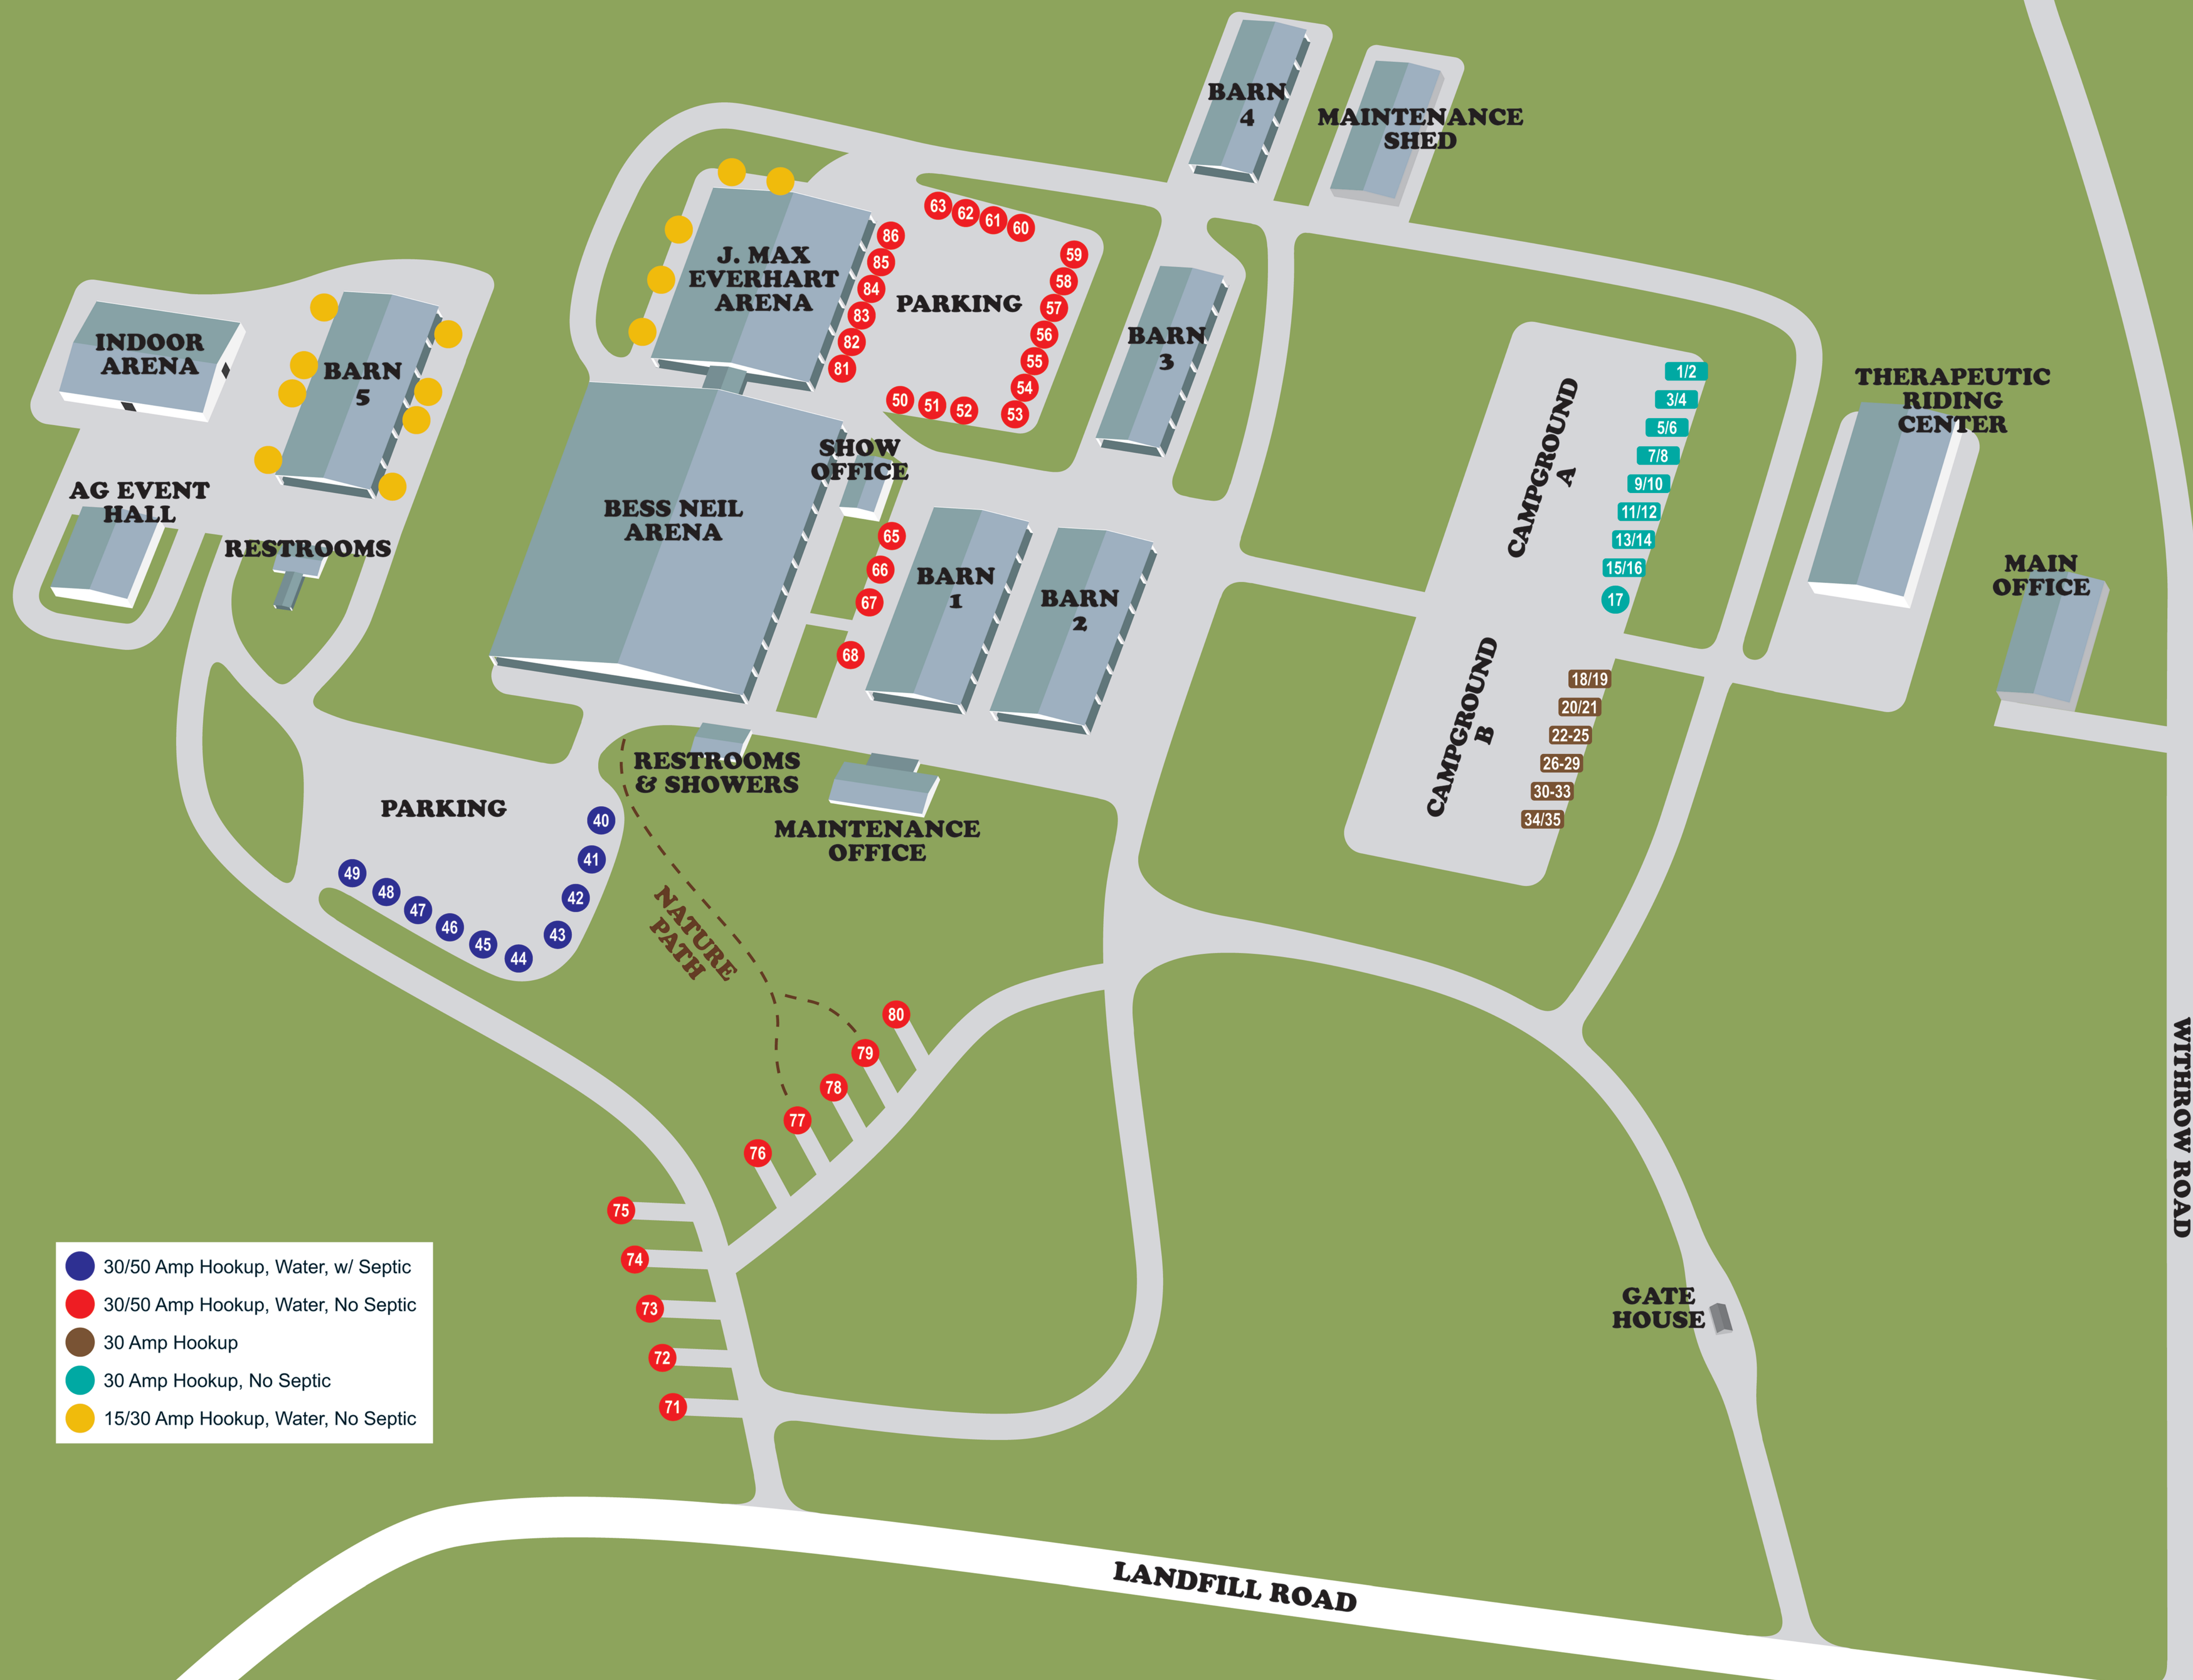 BARN
4
MAINTENANCE
SHED
63
62
61
60
86
85
84
83
82
81
59
58
57
56
55
54
53
50
51
52
J. MAX
EVERHART
ARENA
PARKING
BARN
3
INDOOR
ARENA
BARN
5
CAMPGROUND
A
1/2
3/4
5/6
7/8
9/10
11/12
13/14
15/16
17
THERAPEUTIC
RIDING
CENTER
SHOW
OFFICE
AG EVENT
HALL
RESTROOMS
BESS NEIL
ARENA
65
66
67
68
BARN
1
BARN
2
MAIN
OFFICE
CAMPGROUND
B
18/19
20/21
22-25
26-29
30-33
34/35
RESTROOMS
& SHOWERS
MAINTENANCE
OFFICE
PARKING
40
41
42
43
44
45
46
47
48
49
NATURE
PATH
80
79
78
77
76
75
74
73
72
71
WITHROW ROAD
GATE
HOUSE
30/50 Amp Hookup, Water, w/ Septic
30/50 Amp Hookup, Water, No Septic
30 Amp Hookup
30 Amp Hookup, No Septic
15/30 Amp Hookup, Water, No Septic
LANDFILL ROAD